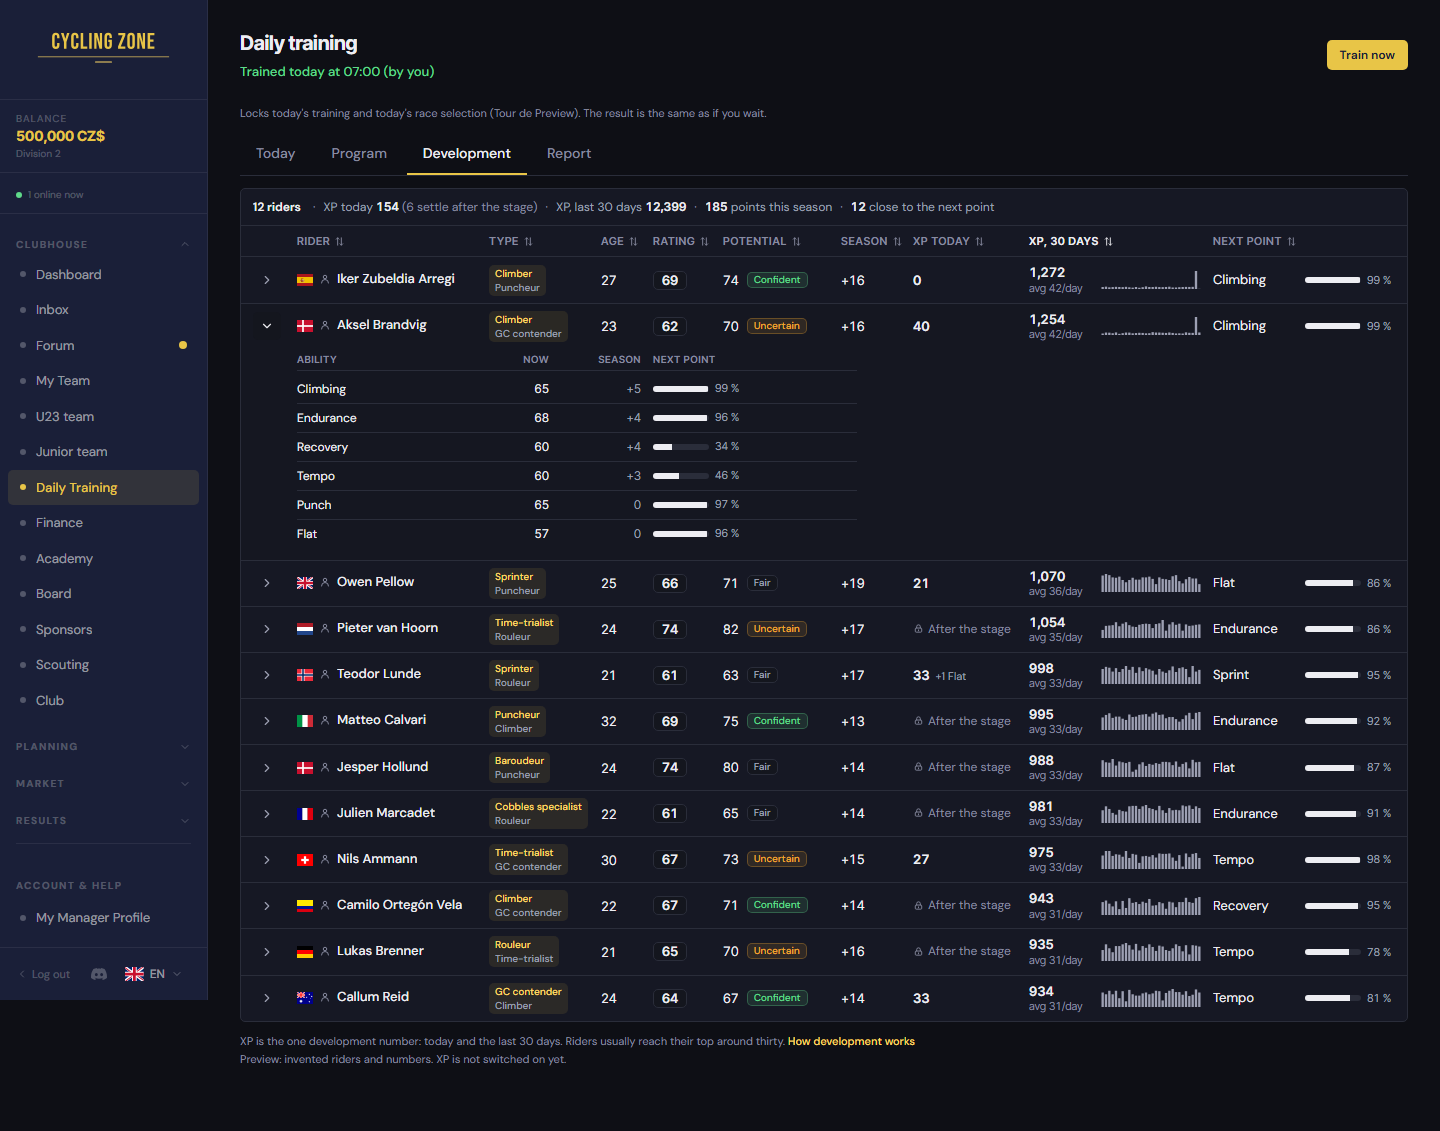 CYCLING ZONE
BALANCE
500,000 CZ$
Division 2
1 online now
CLUBHOUSE
Dashboard
Inbox
Forum
My Team
U23 team
Junior team
Daily Training
Finance
Academy
Board
Sponsors
Scouting
Club
PLANNING
MARKET
RESULTS
ACCOUNT & HELP
My Manager Profile
Log out EN
Daily training
Trained today at 07:00 (by you)
Train now
Locks today's training and today's race selection (Tour de Preview). The result is the same as if you wait.
Today Program Development Report
12 riders · XP today 154 (6 settle after the stage) · XP, last 30 days 12,399 · 185 points this season · 12 close to the next point
RIDER TYPE AGE RATING POTENTIAL SEASON XP TODAY XP, 30 DAYS NEXT POINT
Iker Zubeldia Arregi Climber Puncheur 27 69 74 Confident +16 0 1,272 avg 42/day Climbing 99 %
Aksel Brandvig Climber GC contender 23 62 70 Uncertain +16 40 1,254 avg 42/day Climbing 99 %
ABILITY NOW SEASON NEXT POINT
Climbing 65 +5 99 %
Endurance 68 +4 96 %
Recovery 60 +4 34 %
Tempo 60 +3 46 %
Punch 65 0 97 %
Flat 57 0 96 %
Owen Pellow Sprinter Puncheur 25 66 71 Fair +19 21 1,070 avg 36/day Flat 86 %
Pieter van Hoorn Time-trialist Rouleur 24 74 82 Uncertain +17 After the stage 1,054 avg 35/day Endurance 86 %
Teodor Lunde Sprinter Rouleur 21 61 63 Fair +17 33 +1 Flat 998 avg 33/day Sprint 95 %
Matteo Calvari Puncheur Climber 32 69 75 Confident +13 After the stage 995 avg 33/day Endurance 92 %
Jesper Hollund Baroudeur Puncheur 24 74 80 Fair +14 After the stage 988 avg 33/day Flat 87 %
Julien Marcadet Cobbles specialist Rouleur 22 61 65 Fair +14 After the stage 981 avg 33/day Endurance 91 %
Nils Ammann Time-trialist GC contender 30 67 73 Uncertain +15 27 975 avg 33/day Tempo 98 %
Camilo Ortegón Vela Climber GC contender 22 67 71 Confident +14 After the stage 943 avg 31/day Recovery 95 %
Lukas Brenner Rouleur Time-trialist 21 65 70 Uncertain +16 After the stage 935 avg 31/day Tempo 78 %
Callum Reid GC contender Climber 24 64 67 Confident +14 33 934 avg 31/day Tempo 81 %
XP is the one development number: today and the last 30 days. Riders usually reach their top around thirty. How development works
Preview: invented riders and numbers. XP is not switched on yet.